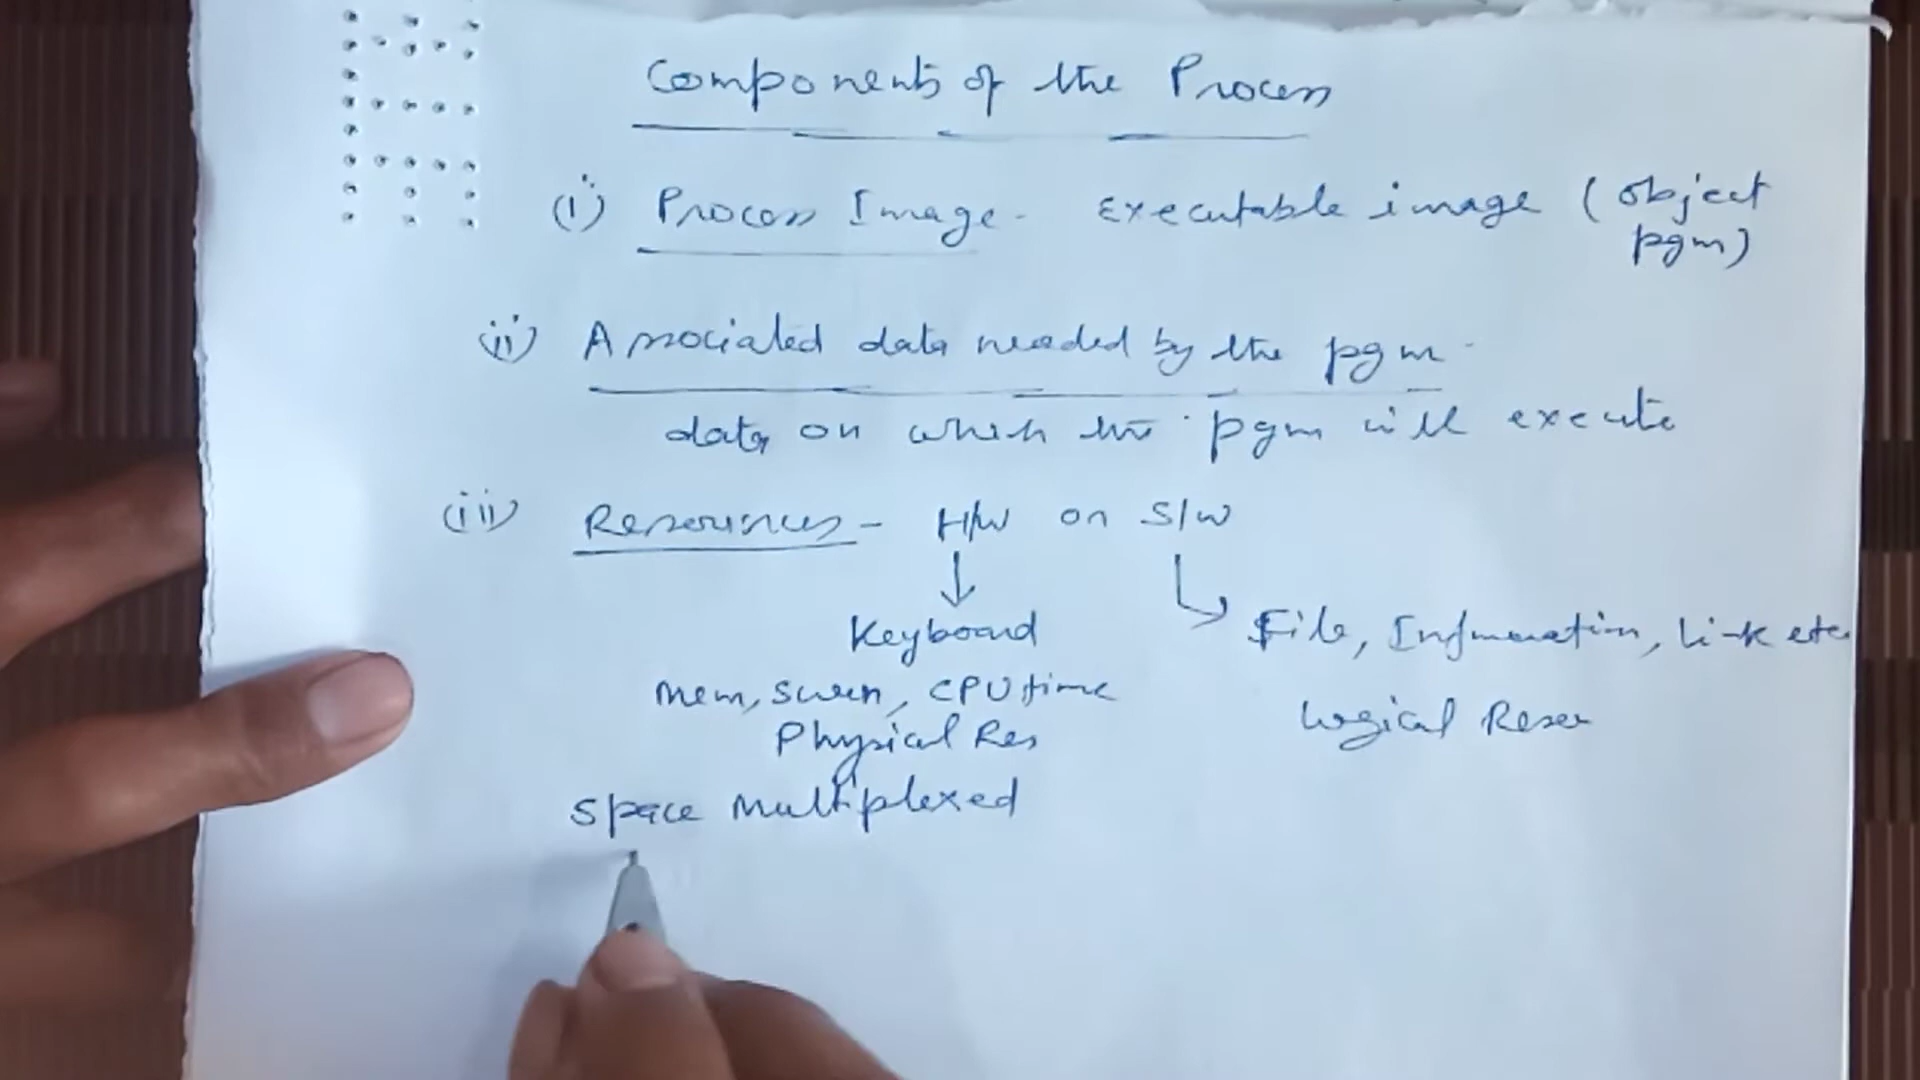 Components of the Process
(i) Process Image - Executable image (object
pgm)
ii) Associated data needed by the pgm -
data on which the pgm will execute
(iii) Resources - H/W or S/W
Keyboard
File, Information, Link etc.
Mem, Screen, CPU time
Logical Reser
Physical Res
Space Multiplexed